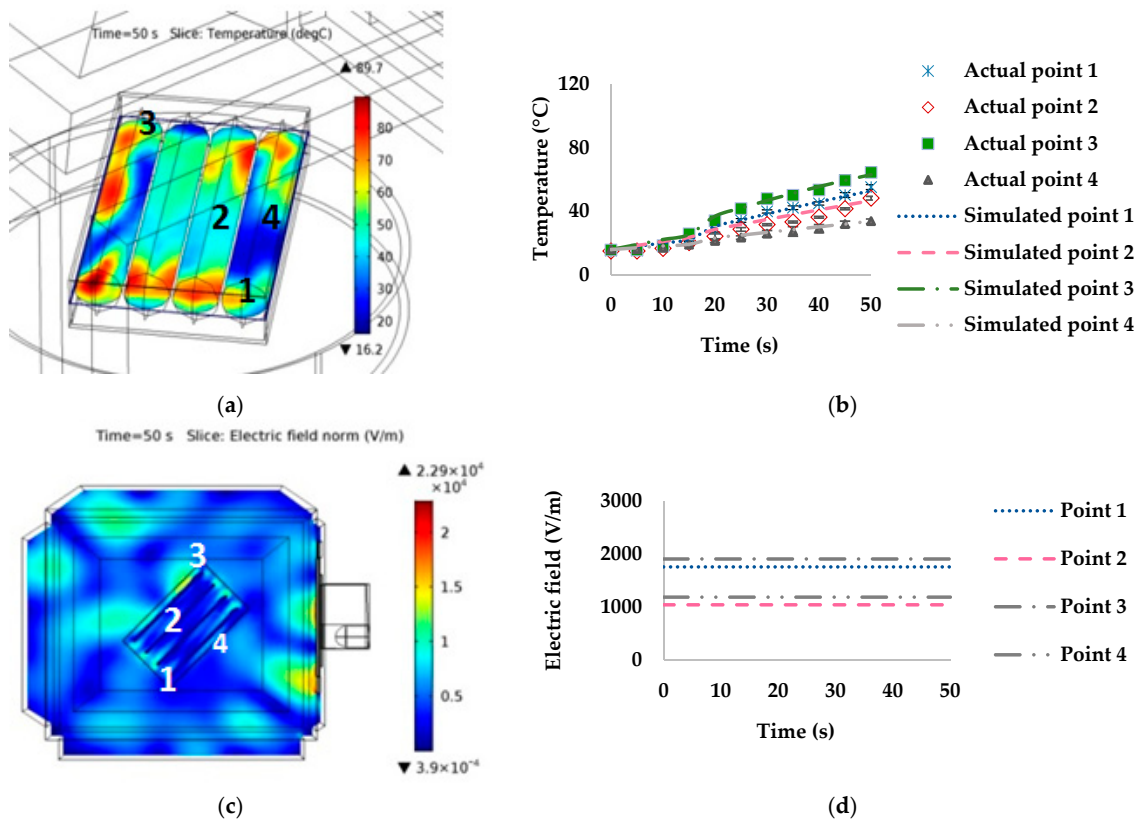 Time=50 s Slice: Temperature (degC)
▲ 89.7
80
70
60
50
40
30
20
▼ 16.2
3
2
4
1
(a)
Temperature (°C)
120
80
40
0
0 10 20 30 40 50
Time (s)
Actual point 1
Actual point 2
Actual point 3
Actual point 4
Simulated point 1
Simulated point 2
Simulated point 3
Simulated point 4
(b)
Time=50 s Slice: Electric field norm (V/m)
▲ 2.29×10⁴
×10⁴
2
1.5
1
0.5
▼ 3.9×10⁻⁴
3
2
4
1
(c)
Electric field (V/m)
3000
2000
1000
0
0 10 20 30 40 50
Time (s)
Point 1
Point 2
Point 3
Point 4
(d)